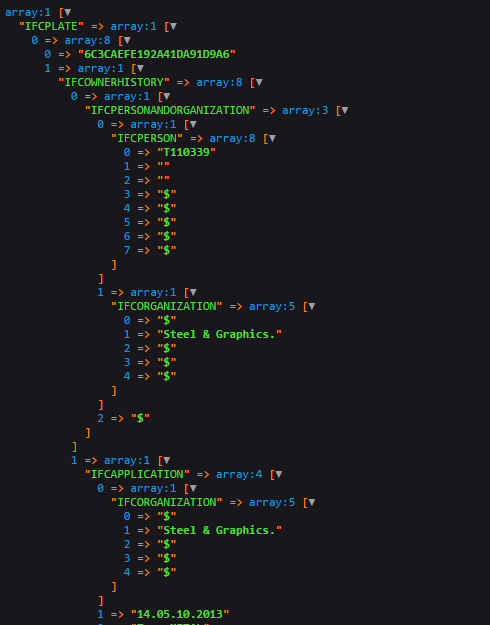 array:1 [▼
"IFCPLATE" => array:1 [▼
0 => array:8 [▼
0 => "6C3CAEFE192A41DA91D9A6"
1 => array:1 [▼
"IFCOWNERHISTORY" => array:8 [▼
0 => array:1 [▼
"IFCPERSONANDORGANIZATION" => array:3 [▼
0 => array:1 [▼
"IFCPERSON" => array:8 [▼
0 => "T110339"
1 => ""
2 => ""
3 => "$"
4 => "$"
5 => "$"
6 => "$"
7 => "$"
]
]
1 => array:1 [▼
"IFCORGANIZATION" => array:5 [▼
0 => "$"
1 => "Steel & Graphics."
2 => "$"
3 => "$"
4 => "$"
]
]
2 => "$"
]
]
1 => array:1 [▼
"IFCAPPLICATION" => array:4 [▼
0 => array:1 [▼
"IFCORGANIZATION" => array:5 [▼
0 => "$"
1 => "Steel & Graphics."
2 => "$"
3 => "$"
4 => "$"
]
]
1 => "14.05.10.2013"